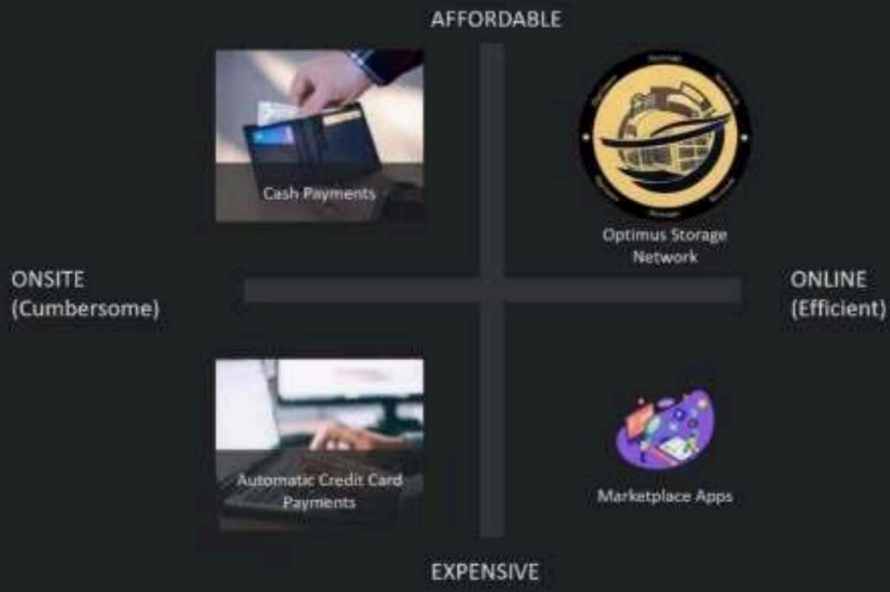 AFFORDABLE
Cash Payments
Optimus Storage
Network
ONSITE
(Cumbersome)
ONLINE
(Efficient)
Automatic Credit Card
Payments
Marketplace Apps
EXPENSIVE